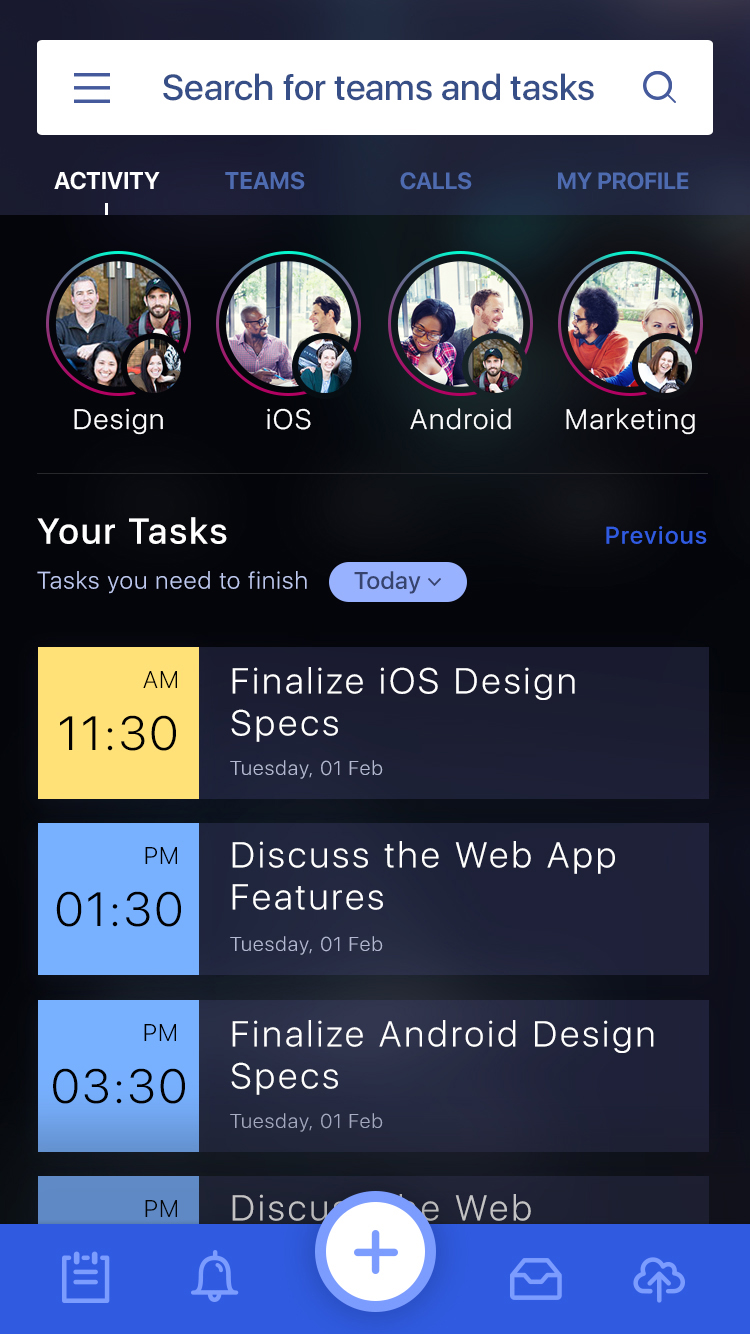 Search for teams and tasks
ACTIVITY TEAMS CALLS MY PROFILE
Design iOS Android Marketing
Your Tasks
Previous
Tasks you need to finish Today
AM
11:30
Finalize iOS Design
Specs
Tuesday, 01 Feb
PM
01:30
Discuss the Web App
Features
Tuesday, 01 Feb
PM
03:30
Finalize Android Design
Specs
Tuesday, 01 Feb
PM
Discuss the Web